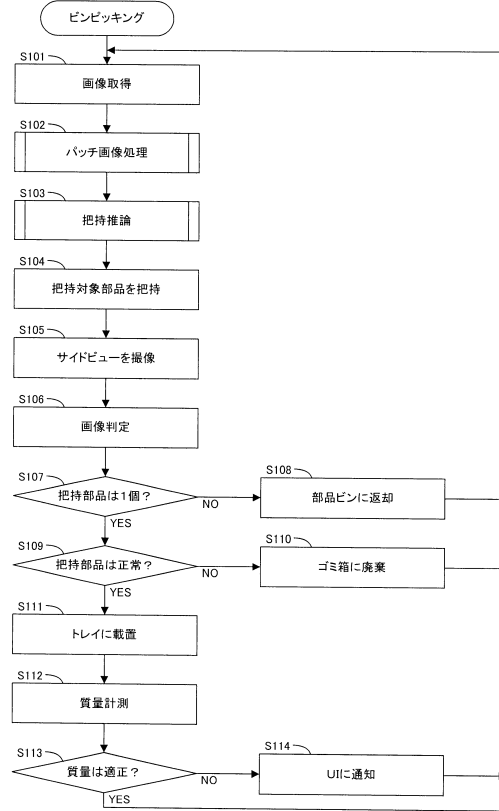 ビンピッキング
S101
画像取得
S102
パッチ画像処理
S103
把持推論
S104
把持対象部品を把持
S105
サイドビューを撮像
S106
画像判定
S107
把持部品は1個？
NO
YES
S108
部品ビンに返却
S109
把持部品は正常？
NO
YES
S110
ゴミ箱に廃棄
S111
トレイに載置
S112
質量計測
S113
質量は適正？
NO
YES
S114
UIに通知